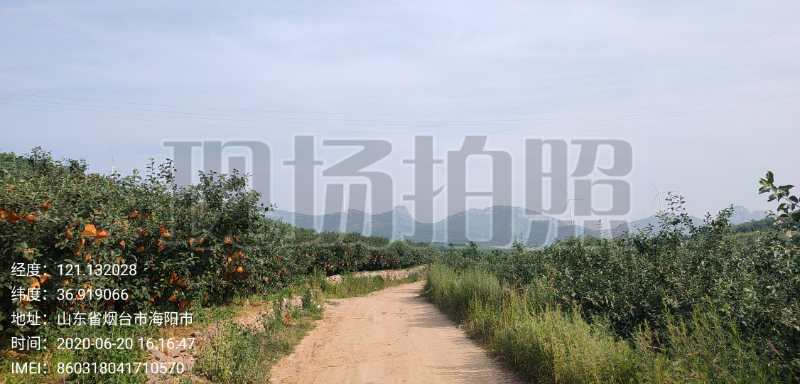 现场拍照
经度：121.132028
纬度：36.919066
地址：山东省烟台市海阳市
时间：2020-06-20 16:16:47
IMEI：860318041710570